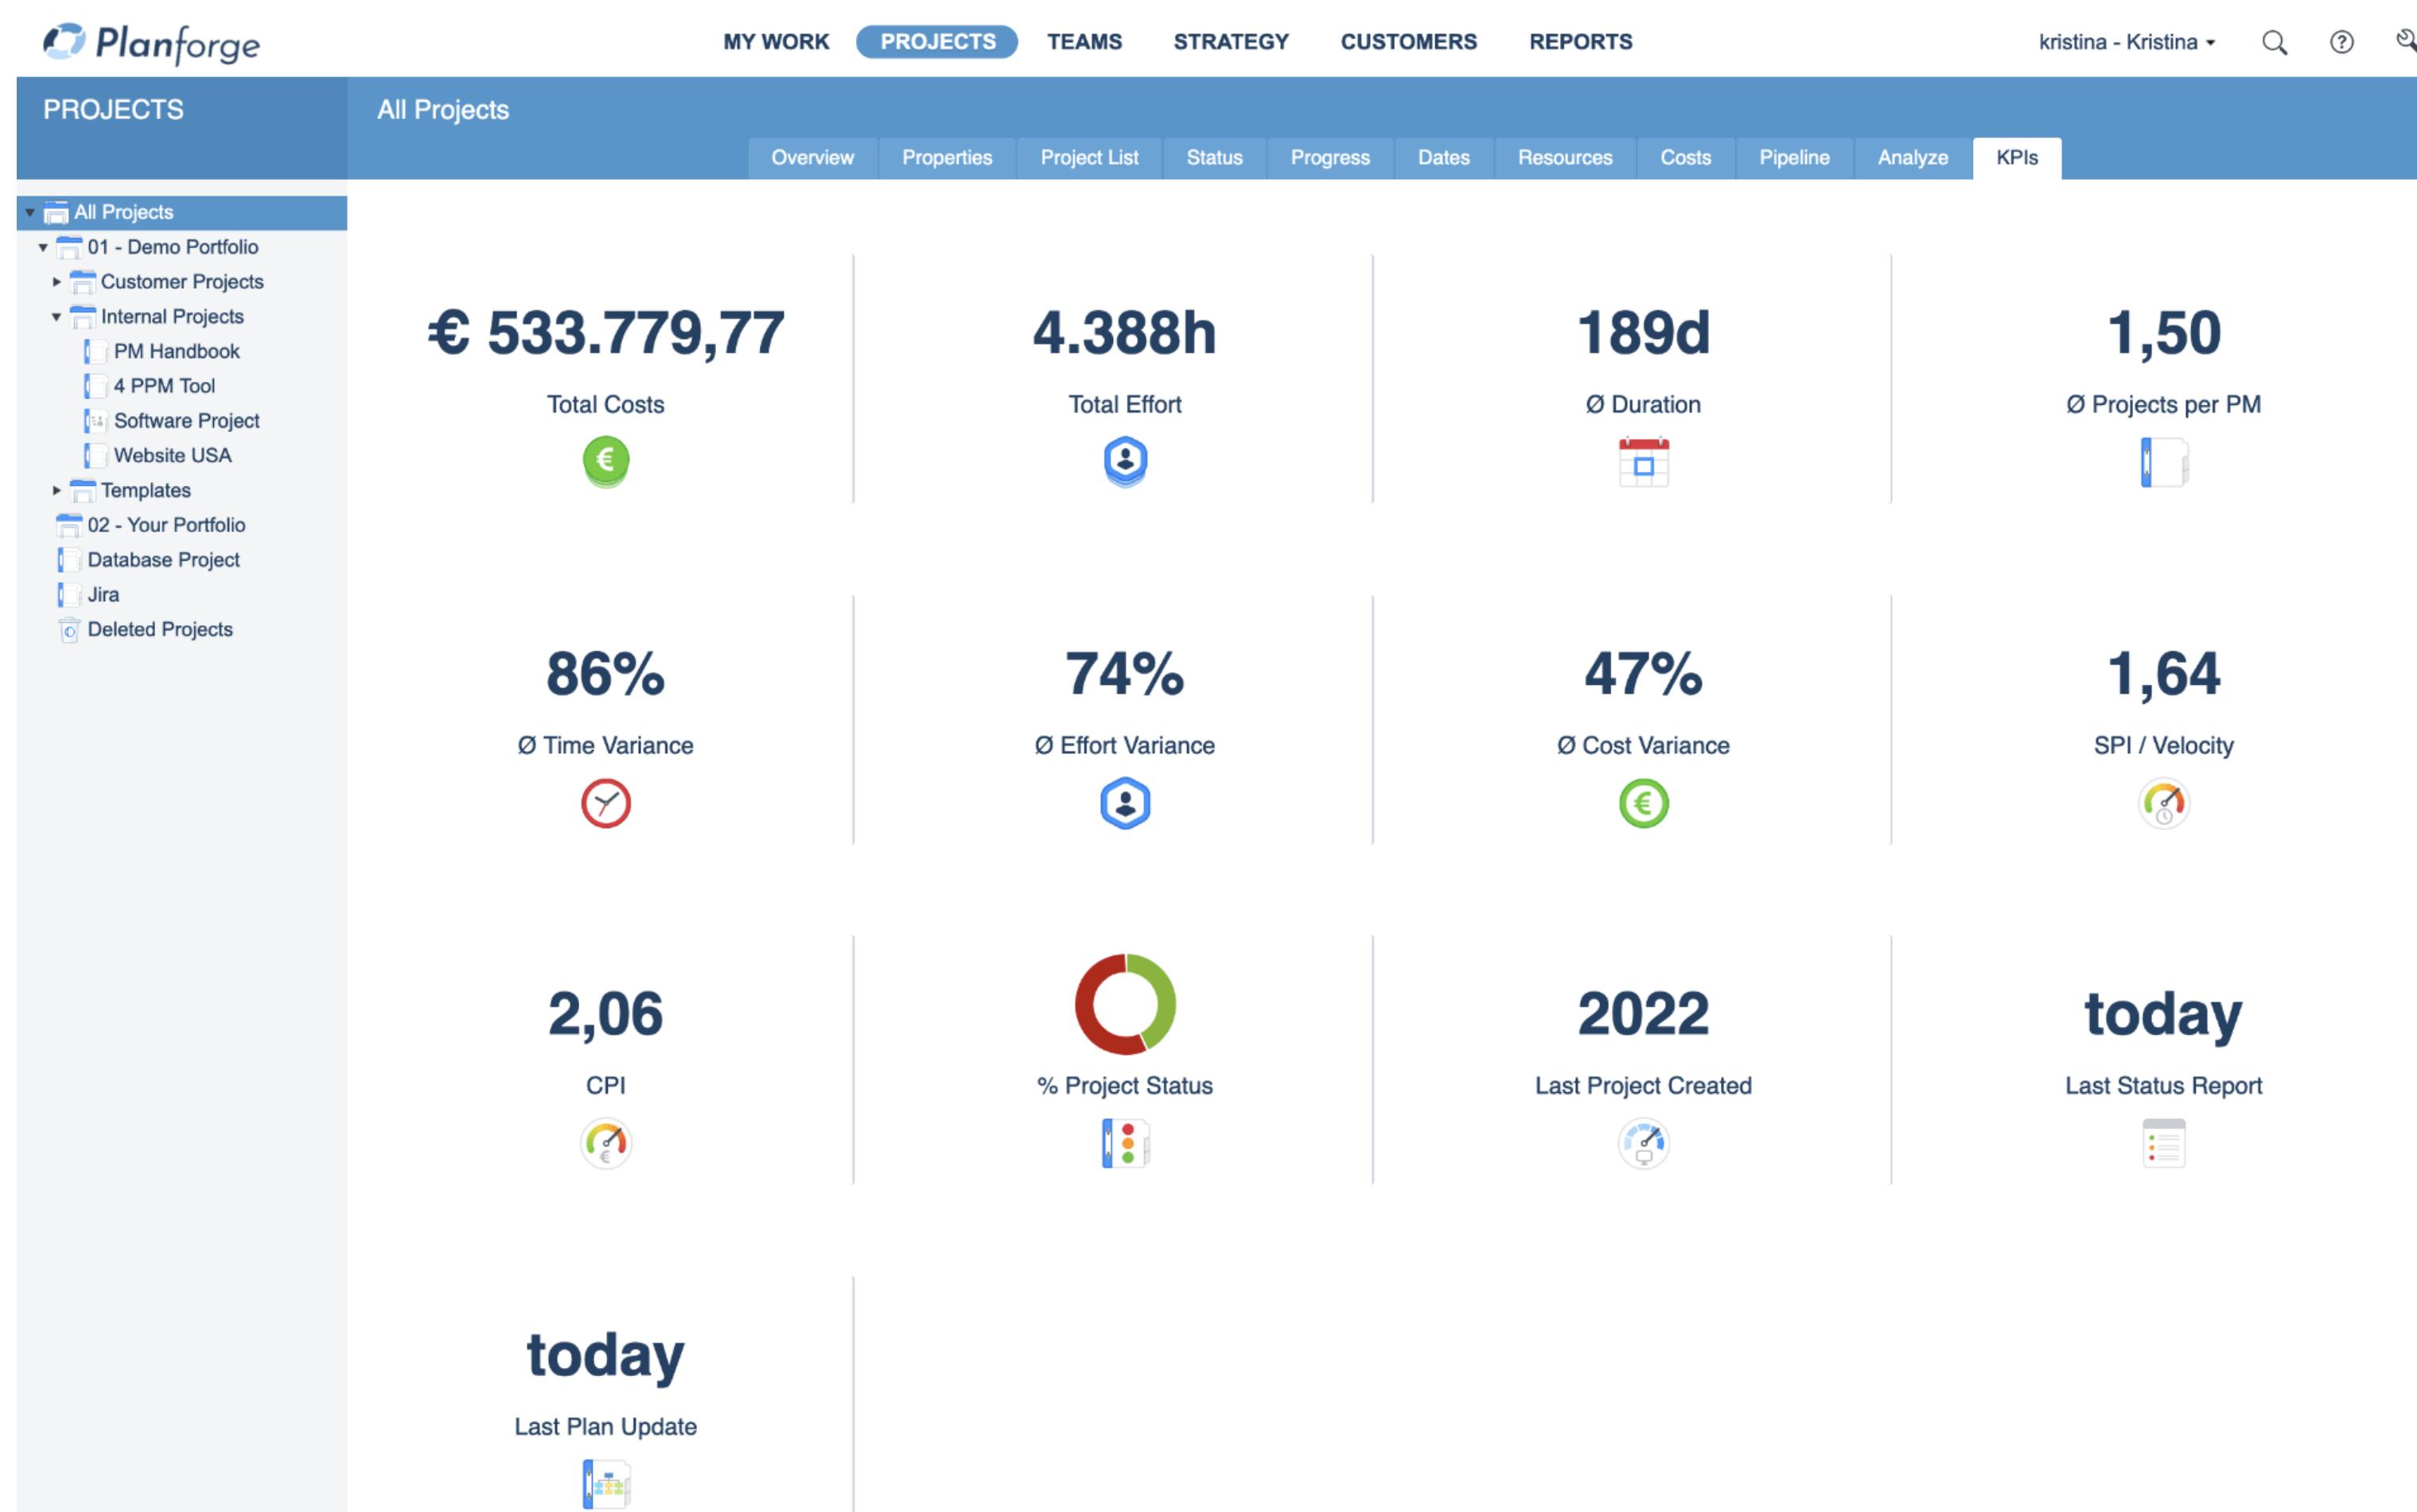 Planforge
MY WORK PROJECTS TEAMS STRATEGY CUSTOMERS REPORTS kristina - Kristina
PROJECTS
All Projects
Overview Properties Project List Status Progress Dates Resources Costs Pipeline Analyze KPIs
All Projects
01 - Demo Portfolio
Customer Projects
Internal Projects
PM Handbook
4 PPM Tool
Software Project
Website USA
Templates
02 - Your Portfolio
Database Project
Jira
Deleted Projects
€ 533.779,77
Total Costs
4.388h
Total Effort
189d
Ø Duration
1,50
Ø Projects per PM
86%
Ø Time Variance
74%
Ø Effort Variance
47%
Ø Cost Variance
1,64
SPI / Velocity
2,06
CPI
% Project Status
2022
Last Project Created
today
Last Status Report
today
Last Plan Update